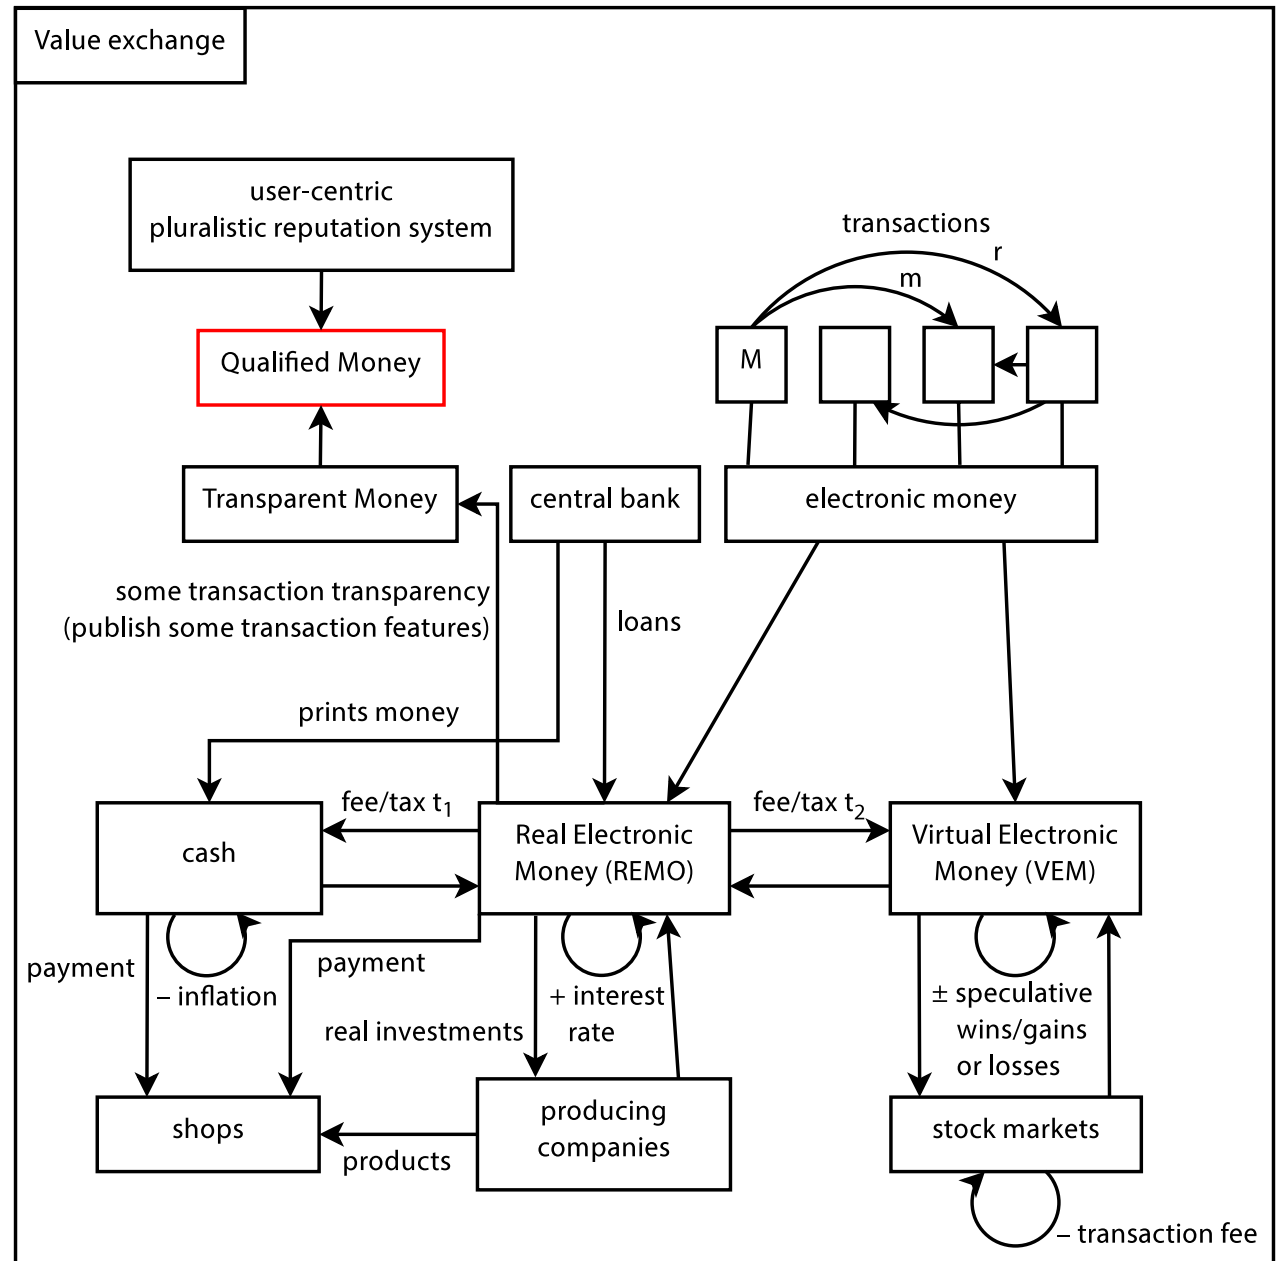 Value exchange
user-centric
pluralistic reputation system
transactions
r
m
Qualified Money
M
Transparent Money
central bank
electronic money
some transaction transparency
(publish some transaction features)
loans
prints money
fee/tax t₁
fee/tax t₂
cash
Real Electronic
Money (REMO)
Virtual Electronic
Money (VEM)
payment
– inflation
payment
+ interest
rate
real investments
± speculative
wins/gains
or losses
shops
products
producing
companies
stock markets
– transaction fee